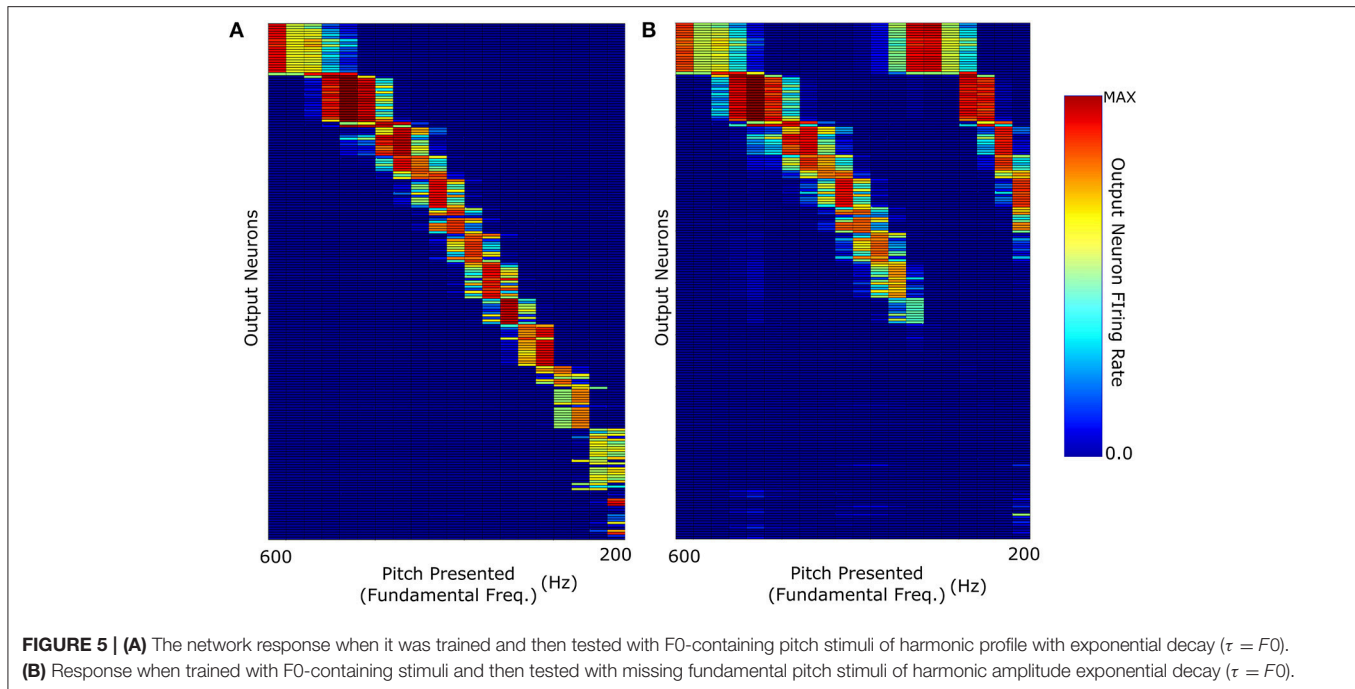 A
B
Output Neurons
Output Neurons
MAX
Output Neuron FIring Rate
0.0
600
200
600
200
Pitch Presented
(Fundamental Freq.) (Hz)
Pitch Presented
(Fundamental Freq.) (Hz)
FIGURE 5 | (A) The network response when it was trained and then tested with F0-containing pitch stimuli of harmonic profile with exponential decay (τ = F0).
(B) Response when trained with F0-containing stimuli and then tested with missing fundamental pitch stimuli of harmonic amplitude exponential decay (τ = F0).